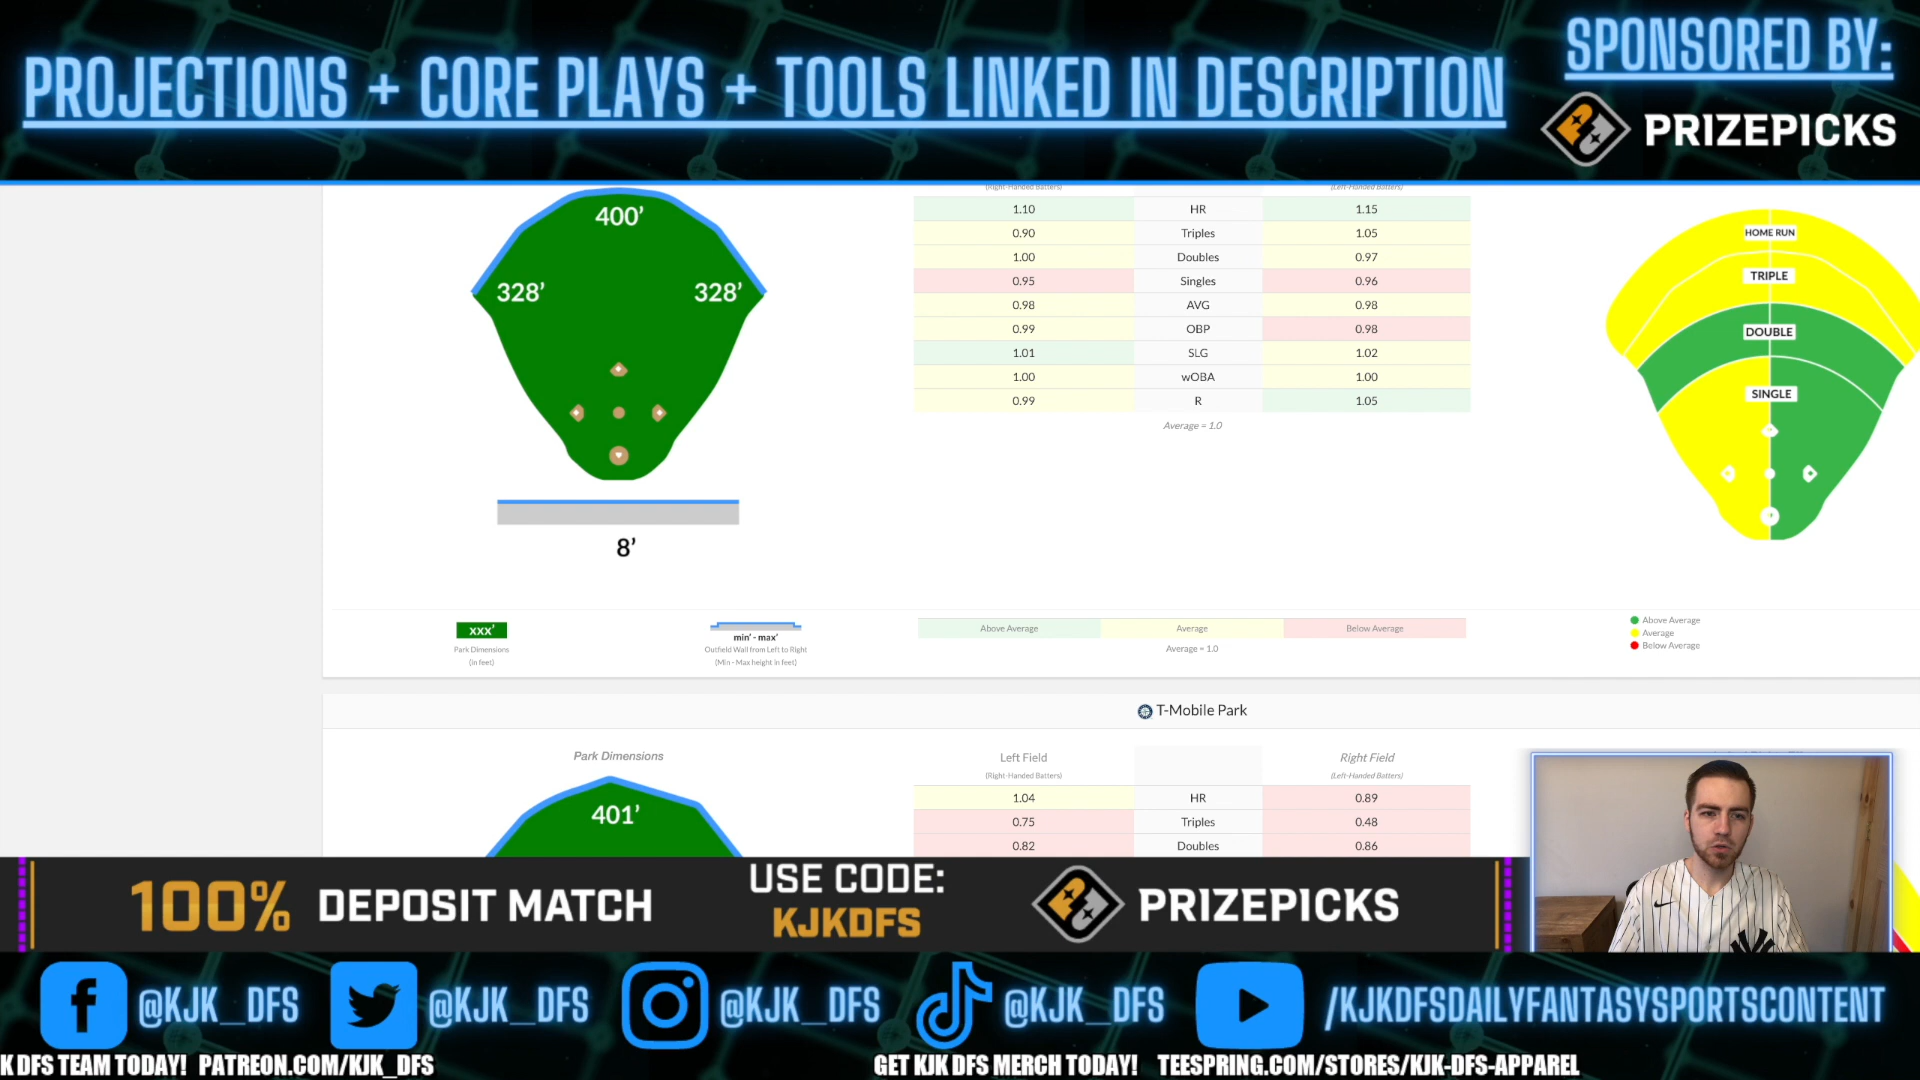 PROJECTIONS + CORE PLAYS + TOOLS LINKED IN DESCRIPTION
SPONSORED BY:
PRIZEPICKS
(Right-Handed Batters) (Left-Handed Batters)
1.10 HR 1.15
0.90 Triples 1.05
1.00 Doubles 0.97
0.95 Singles 0.96
0.98 AVG 0.98
0.99 OBP 0.98
1.01 SLG 1.02
1.00 wOBA 1.00
0.99 R 1.05
Average = 1.0
400'
328' 328'
8'
HOME RUN
TRIPLE
DOUBLE
SINGLE
xxx'
Park Dimensions
(in feet)
min' - max'
Outfield Wall from Left to Right
(Min - Max height in feet)
Above Average Average Below Average
Average = 1.0
Above Average
Average
Below Average
T-Mobile Park
Park Dimensions
401'
Left Field Right Field
(Right-Handed Batters) (Left-Handed Batters)
1.04 HR 0.89
0.75 Triples 0.48
0.82 Doubles 0.86
100% DEPOSIT MATCH
USE CODE:
KJKDFS
PRIZEPICKS
@KJK_DFS @KJK_DFS @KJK_DFS @KJK_DFS /KJKDFSDAILYFANTASYSPORTSCONTENT
K DFS TEAM TODAY! PATREON.COM/KJK_DFS GET KJK DFS MERCH TODAY! TEESPRING.COM/STORES/KJK-DFS-APPAREL